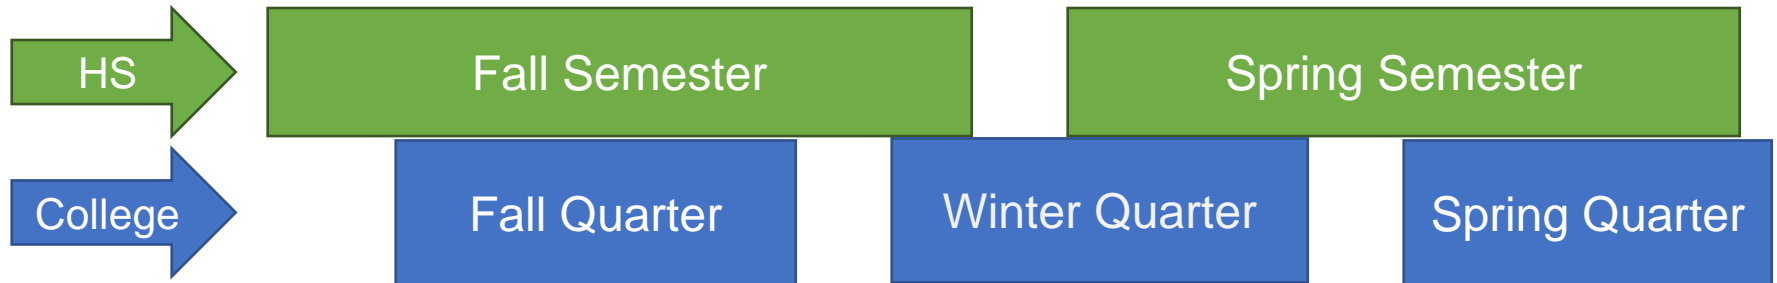 HS
Fall Semester
Spring Semester
College
Fall Quarter
Winter Quarter
Spring Quarter